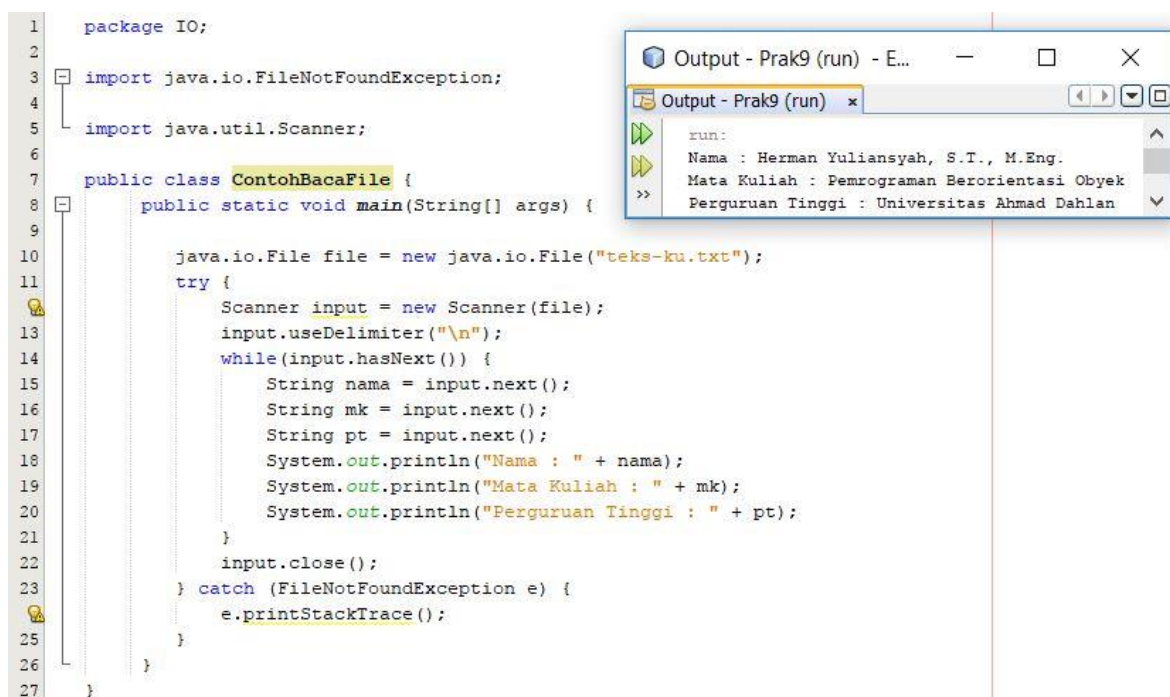 1 package IO;
2
3 import java.io.FileNotFoundException;
4
5 import java.util.Scanner;
6
7 public class ContohBacaFile {
8 public static void main(String[] args) {
9
10 java.io.File file = new java.io.File("teks-ku.txt");
11 try {
Scanner input = new Scanner(file);
13 input.useDelimiter("\n");
14 while(input.hasNext()) {
15 String nama = input.next();
16 String mk = input.next();
17 String pt = input.next();
18 System.out.println("Nama : " + nama);
19 System.out.println("Mata Kuliah : " + mk);
20 System.out.println("Perguruan Tinggi : " + pt);
21 }
22 input.close();
23 } catch (FileNotFoundException e) {
e.printStackTrace();
25 }
26 }
27 }
Output - Prak9 (run) - E...
Output - Prak9 (run) x
run:
Nama : Herman Yuliansyah, S.T., M.Eng.
Mata Kuliah : Pemrograman Berorientasi Obyek
Perguruan Tinggi : Universitas Ahmad Dahlan